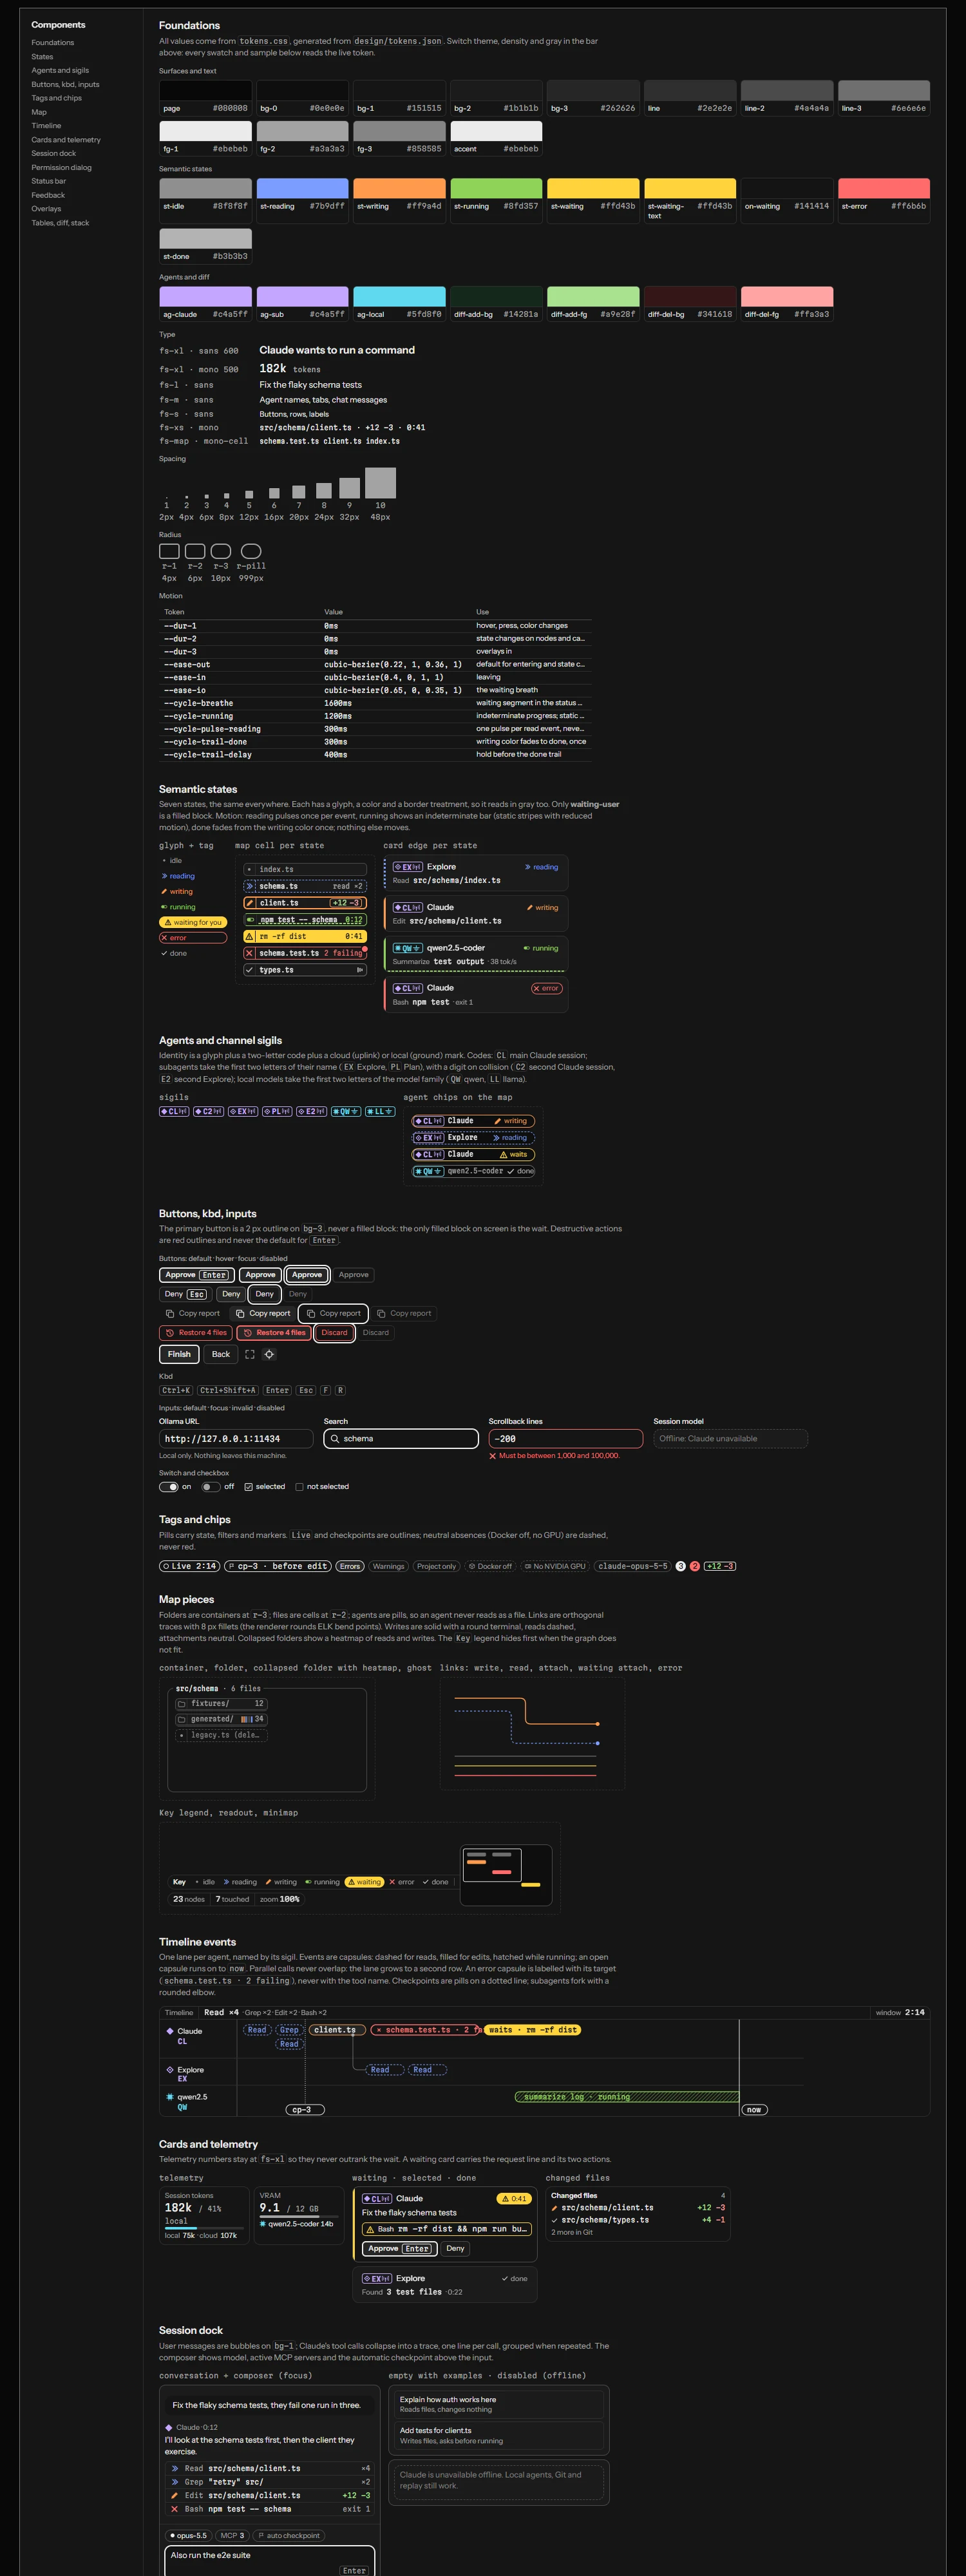 Components
Foundations
States
Agents and sigils
Buttons, kbd, inputs
Tags and chips
Map
Timeline
Cards and telemetry
Session dock
Permission dialog
Status bar
Feedback
Overlays
Tables, diff, stack
Foundations
All values come from tokens.css, generated from design/tokens.json. Switch theme, density and gray in the bar
above: every swatch and sample below reads the live token.
Surfaces and text
page #080808 bg-0 #0e0e0e bg-1 #151515 bg-2 #1b1b1b bg-3 #262626 line #2e2e2e line-2 #4a4a4a line-3 #6e6e6e
fg-1 #ebebeb fg-2 #a3a3a3 fg-3 #858585 accent #ebebeb
Semantic states
st-idle #8f8f8f st-reading #7b9dff st-writing #ff9a4d st-running #8fd357 st-waiting #ffd43b st-waiting-text #ffd43b on-waiting #141414 st-error #ff6b6b
st-done #b3b3b3
Agents and diff
ag-claude #c4a5ff ag-sub #c4a5ff ag-local #5fd8f0 diff-add-bg #14281a diff-add-fg #a9e28f diff-del-bg #341618 diff-del-fg #ffa3a3
Type
fs-xl · sans 600 Claude wants to run a command
fs-xl · mono 500 182k tokens
fs-l · sans Fix the flaky schema tests
fs-m · sans Agent names, tabs, chat messages
fs-s · sans Buttons, rows, labels
fs-xs · mono src/schema/client.ts · +12 −3 · 0:41
fs-map · mono-cell schema.test.ts client.ts index.ts
Spacing
1 2 3 4 5 6 7 8 9 10
2px 4px 6px 8px 12px 16px 20px 24px 32px 48px
Radius
r-1 r-2 r-3 r-pill
4px 6px 10px 999px
Motion
Token Value Use
--dur-1 0ms hover, press, color changes
--dur-2 0ms state changes on nodes and ca…
--dur-3 0ms overlays in
--ease-out cubic-bezier(0.22, 1, 0.36, 1) default for entering and state c…
--ease-in cubic-bezier(0.4, 0, 1, 1) leaving
--ease-io cubic-bezier(0.65, 0, 0.35, 1) the waiting breath
--cycle-breathe 1600ms waiting segment in the status …
--cycle-running 1200ms indeterminate progress; static …
--cycle-pulse-reading 300ms one pulse per read event, neve…
--cycle-trail-done 300ms writing color fades to done, once
--cycle-trail-delay 400ms hold before the done trail
Semantic states
Seven states, the same everywhere. Each has a glyph, a color and a border treatment, so it reads in gray too. Only waiting-user
is a filled block. Motion: reading pulses once per event, running shows an indeterminate bar (static stripes with reduced
motion), done fades from the writing color once; nothing else moves.
glyph + tag map cell per state card edge per state
idle
reading
writing
running
waiting for you
error
done
index.ts
schema.ts read ×2
client.ts +12 −3
npm test -- schema 0:12
rm -rf dist 0:41
schema.test.ts 2 failing
types.ts
EX Explore reading
Read src/schema/index.ts
CL Claude writing
Edit src/schema/client.ts
QW qwen2.5-coder running
Summarize test output · 38 tok/s
CL Claude error
Bash npm test · exit 1
Agents and channel sigils
Identity is a glyph plus a two-letter code plus a cloud (uplink) or local (ground) mark. Codes: CL main Claude session;
subagents take the first two letters of their name (EX Explore, PL Plan), with a digit on collision (C2 second Claude session,
E2 second Explore); local models take the first two letters of the model family (QW qwen, LL llama).
sigils agent chips on the map
CL C2 EX PL E2 QW LL
CL Claude writing
EX Explore reading
CL Claude waits
QW qwen2.5-coder done
Buttons, kbd, inputs
The primary button is a 2 px outline on bg-3, never a filled block: the only filled block on screen is the wait. Destructive actions
are red outlines and never the default for Enter.
Buttons: default · hover · focus · disabled
Approve Enter Approve Approve Approve
Deny Esc Deny Deny Deny
Copy report Copy report Copy report Copy report
Restore 4 files Restore 4 files Discard Discard
Finish Back
Kbd
Ctrl+K Ctrl+Shift+A Enter Esc F R
Inputs: default · focus · invalid · disabled
Ollama URL Search Scrollback lines Session model
http://127.0.0.1:11434 schema -200 Offline: Claude unavailable
Local only. Nothing leaves this machine. Must be between 1,000 and 100,000.
Switch and checkbox
on off selected not selected
Tags and chips
Pills carry state, filters and markers. Live and checkpoints are outlines; neutral absences (Docker off, no GPU) are dashed,
never red.
Live 2:14 cp-3 · before edit Errors Warnings Project only Docker off No NVIDIA GPU claude-opus-5-5 3 2 +12 −3
Map pieces
Folders are containers at r-3; files are cells at r-2; agents are pills, so an agent never reads as a file. Links are orthogonal
traces with 8 px fillets (the renderer rounds ELK bend points). Writes are solid with a round terminal, reads dashed,
attachments neutral. Collapsed folders show a heatmap of reads and writes. The Key legend hides first when the graph does
not fit.
container, folder, collapsed folder with heatmap, ghost links: write, read, attach, waiting attach, error
src/schema · 6 files
fixtures/ 12
generated/ 34
legacy.ts (dele…
Key legend, readout, minimap
Key idle reading writing running waiting error done
23 nodes 7 touched zoom 100%
Timeline events
One lane per agent, named by its sigil. Events are capsules: dashed for reads, filled for edits, hatched while running; an open
capsule runs on to now. Parallel calls never overlap: the lane grows to a second row. An error capsule is labelled with its target
(schema.test.ts · 2 failing), never with the tool name. Checkpoints are pills on a dotted line; subagents fork with a
rounded elbow.
Timeline Read ×4 · Grep ×2 · Edit ×2 · Bash ×2 window 2:14
Claude
CL
Read Grep client.ts × schema.test.ts · 2 f waits · rm -rf dist
Read
Explore
EX
Read Read
qwen2.5
QW
summarize log · running
cp-3 now
Cards and telemetry
Telemetry numbers stay at fs-xl so they never outrank the wait. A waiting card carries the request line and its two actions.
telemetry waiting · selected · done changed files
Session tokens
182k / 41%
local
local 75k · cloud 107k
VRAM
9.1 / 12 GB
qwen2.5-coder 14b
CL Claude 0:41
Fix the flaky schema tests
Bash rm -rf dist && npm run bu…
Approve Enter Deny
EX Explore done
Found 3 test files · 0:22
Changed files 4
src/schema/client.ts +12 −3
src/schema/types.ts +4 −1
2 more in Git
Session dock
User messages are bubbles on bg-1; Claude's tool calls collapse into a trace, one line per call, grouped when repeated. The
composer shows model, active MCP servers and the automatic checkpoint above the input.
conversation + composer (focus) empty with examples · disabled (offline)
Fix the flaky schema tests, they fail one run in three.
Claude · 0:12
I'll look at the schema tests first, then the client they
exercise.
Read src/schema/client.ts ×4
Grep "retry" src/ ×2
Edit src/schema/client.ts +12 −3
Bash npm test -- schema exit 1
opus-5.5 MCP 3 auto checkpoint
Also run the e2e suite
Enter
Explain how auth works here
Reads files, changes nothing
Add tests for client.ts
Writes files, asks before running
Claude is unavailable offline. Local agents, Git and
replay still work.